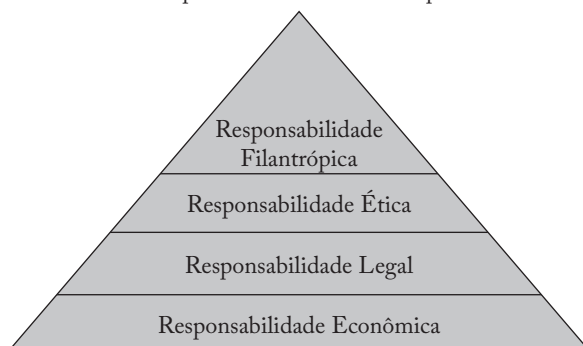 Responsabilidade
Filantrópica
Responsabilidade Ética
Responsabilidade Legal
Responsabilidade Econômica